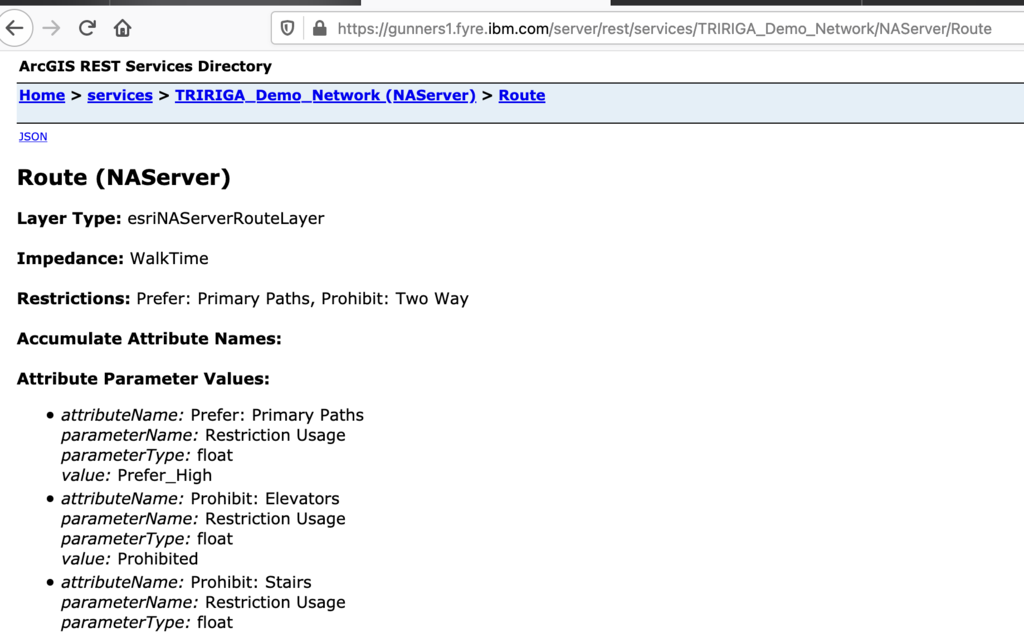 https://gunners1.fyre.ibm.com/server/rest/services/TRIRIGA_Demo_Network/NAServer/Route
ArcGIS REST Services Directory
Home > services > TRIRIGA_Demo_Network (NAServer) > Route
JSON
Route (NAServer)
Layer Type: esriNAServerRouteLayer
Impedance: WalkTime
Restrictions: Prefer: Primary Paths, Prohibit: Two Way
Accumulate Attribute Names:
Attribute Parameter Values:
• attributeName: Prefer: Primary Paths
parameterName: Restriction Usage
parameterType: float
value: Prefer_High
• attributeName: Prohibit: Elevators
parameterName: Restriction Usage
parameterType: float
value: Prohibited
• attributeName: Prohibit: Stairs
parameterName: Restriction Usage
parameterType: float